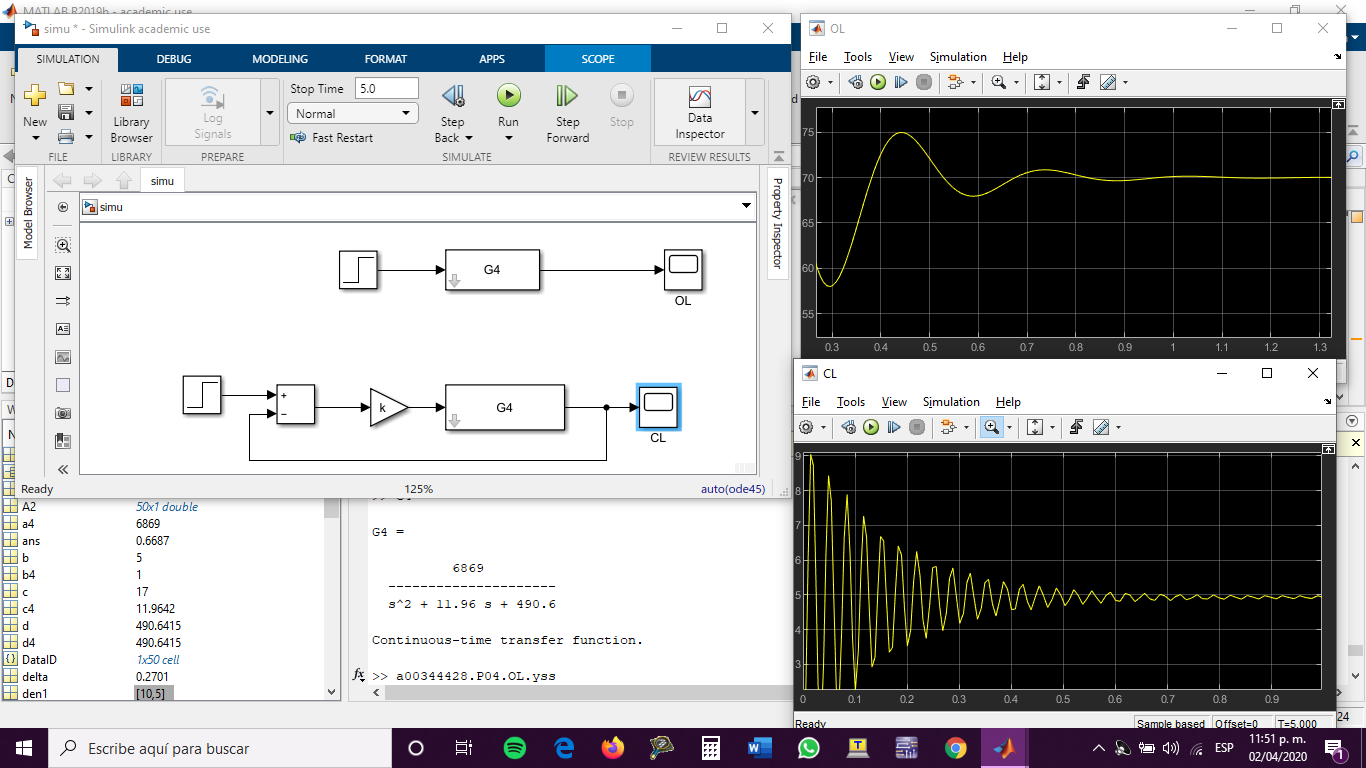 MATLAB R2019b - academic use
simu * - Simulink academic use
SIMULATION DEBUG MODELING FORMAT APPS SCOPE
New
Library
Browser
Log
Signals
Stop Time 5.0
Normal
Fast Restart
Step
Back
Run
Step
Forward
Stop
Data
Inspector
FILE LIBRARY PREPARE SIMULATE REVIEW RESULTS
Model Browser
simu
simu
Property Inspector
G4
OL
+
−
k
G4
CL
Ready 125% auto(ode45)
OL
File Tools View Simulation Help
75
70
65
60
55
0.3 0.4 0.5 0.6 0.7 0.8 0.9 1 1.1 1.2 1.3
CL
File Tools View Simulation Help
9
8
7
6
5
4
3
0 0.1 0.2 0.3 0.4 0.5 0.6 0.7 0.8 0.9
Ready Sample based Offset=0 T=5.000
24
A2 50x1 double
a4 6869
ans 0.6687
b 5
b4 1
c 17
c4 11.9642
d 490.6415
d4 490.6415
DataID 1x50 cell
delta 0.2701
den1 [10,5]
G4 =
6869
---------------------
s^2 + 11.96 s + 490.6
Continuous-time transfer function.
fx >> a00344428.P04.OL.yss
Escribe aquí para buscar
ESP
11:51 p. m.
02/04/2020
1